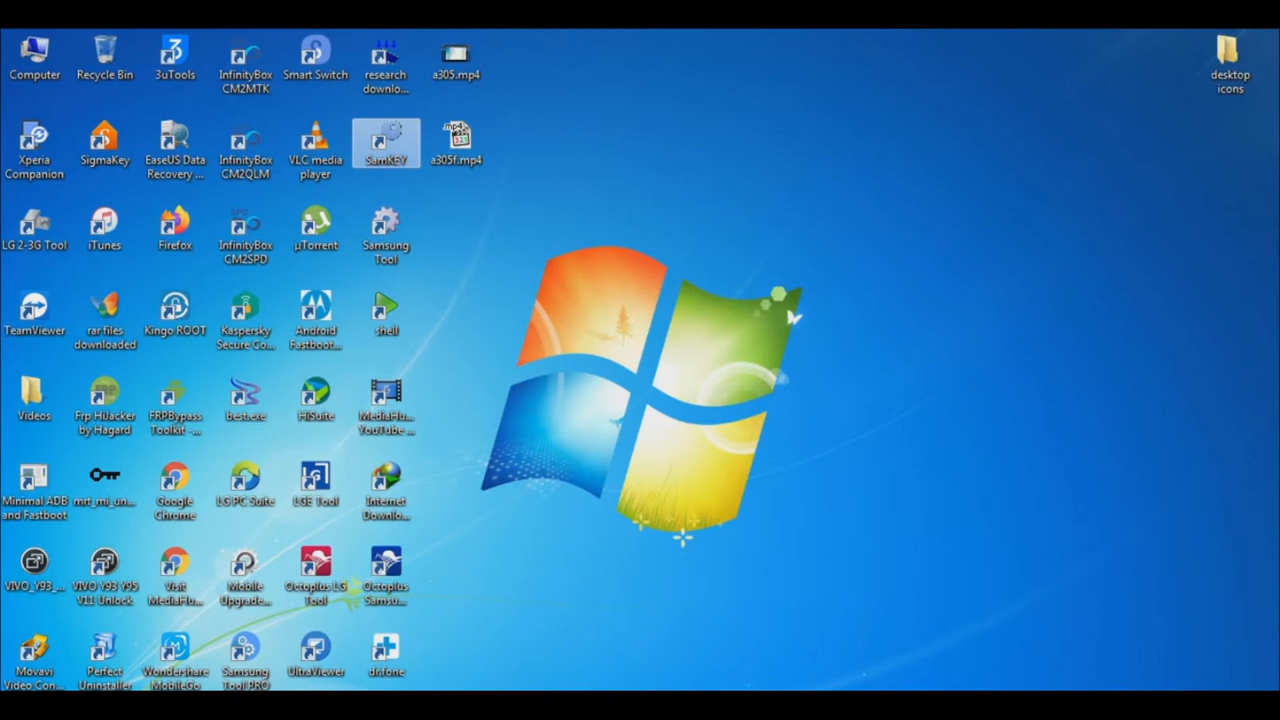 Computer
Recycle Bin
3uTools
InfinityBox
CM2MTK
Smart Switch
research
downlo...
a305.mp4
desktop
icons
Xperia
Companion
SigmaKey
EaseUS Data
Recovery ...
InfinityBox
CM2QLM
VLC media
player
SamKEY
a305f.mp4
LG 2-3G Tool
iTunes
Firefox
InfinityBox
CM2SPD
µTorrent
Samsung
Tool
TeamViewer
rar files
downloaded
Kingo ROOT
Kaspersky
Secure Co...
Android
Fastboot...
shell
Videos
Frp HiJacker
by Hagard
FRPBypass
Toolkit -...
best.exe
HiSuite
MediaHu...
YouTube ...
Minimal ADB
and Fastboot
mrt_mi_un...
Google
Chrome
LG PC Suite
LGE Tool
Internet
Downlo...
VIVO_Y93_...
VIVO Y93 Y95
V11 Unlock
Visit
MediaHu...
Mobile
Upgrade...
Octoplus LG
Tool
Octoplus
Samsu...
Movavi
Video Con...
Perfect
Uninstaller
Wondershare
MobileGo
Samsung
Tool PRO
UltraViewer
drifone